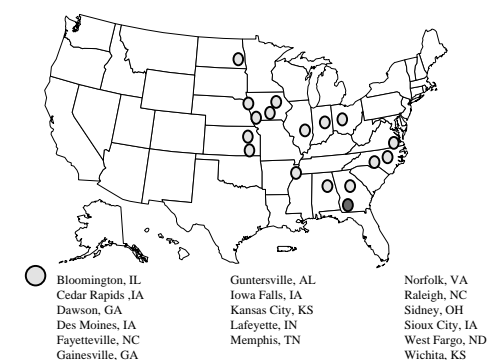 Bloomington, IL
Cedar Rapids ,IA
Dawson, GA
Des Moines, IA
Fayetteville, NC
Gainesville, GA
Guntersville, AL
Iowa Falls, IA
Kansas City, KS
Lafeyette, IN
Memphis, TN
Norfolk, VA
Raleigh, NC
Sidney, OH
Sioux City, IA
West Fargo, ND
Wichita, KS